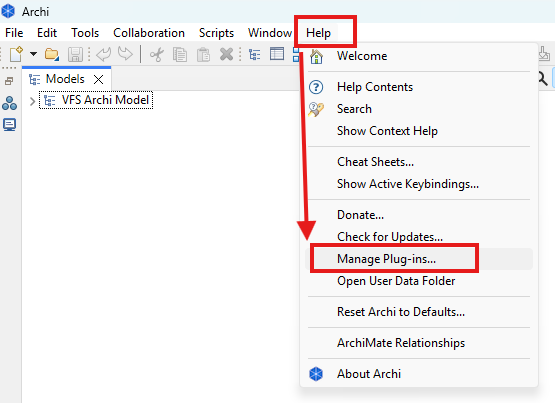 Archi
File Edit Tools Collaboration Scripts Window Help
Models
VFS Archi Model
Welcome
Help Contents
Search
Show Context Help
Cheat Sheets...
Show Active Keybindings...
Donate...
Check for Updates...
Manage Plug-ins...
Open User Data Folder
Reset Archi to Defaults...
ArchiMate Relationships
About Archi